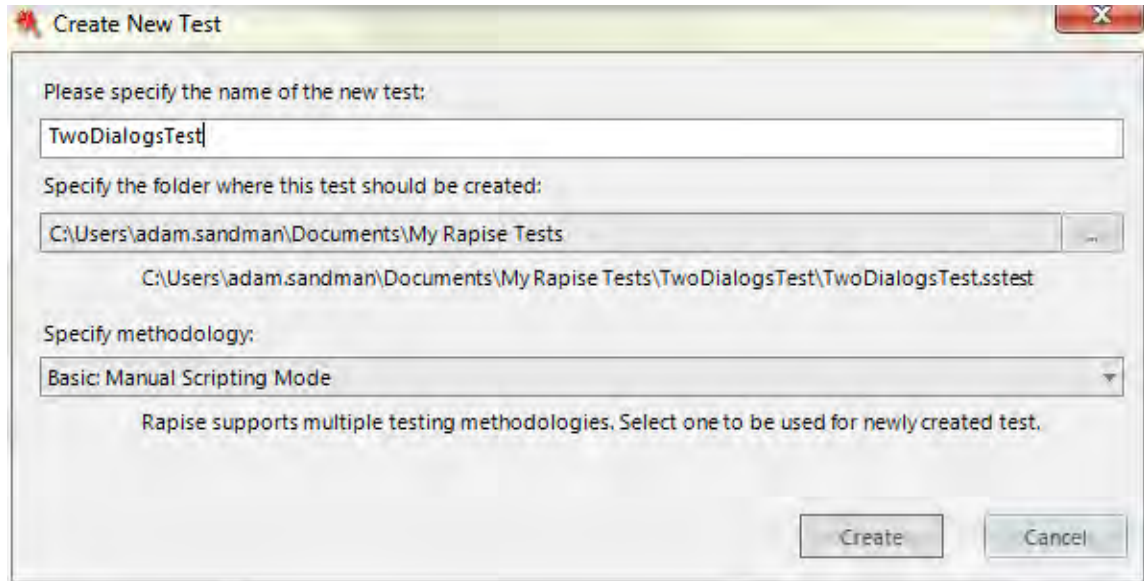 Create New Test
Please specify the name of the new test:
TwoDialogsTest
Specify the folder where this test should be created:
C:\Users\adam.sandman\Documents\My Rapise Tests
...
C:\Users\adam.sandman\Documents\My Rapise Tests\TwoDialogsTest\TwoDialogsTest.sstest
Specify methodology:
Basic: Manual Scripting Mode
Rapise supports multiple testing methodologies. Select one to be used for newly created test.
Create Cancel